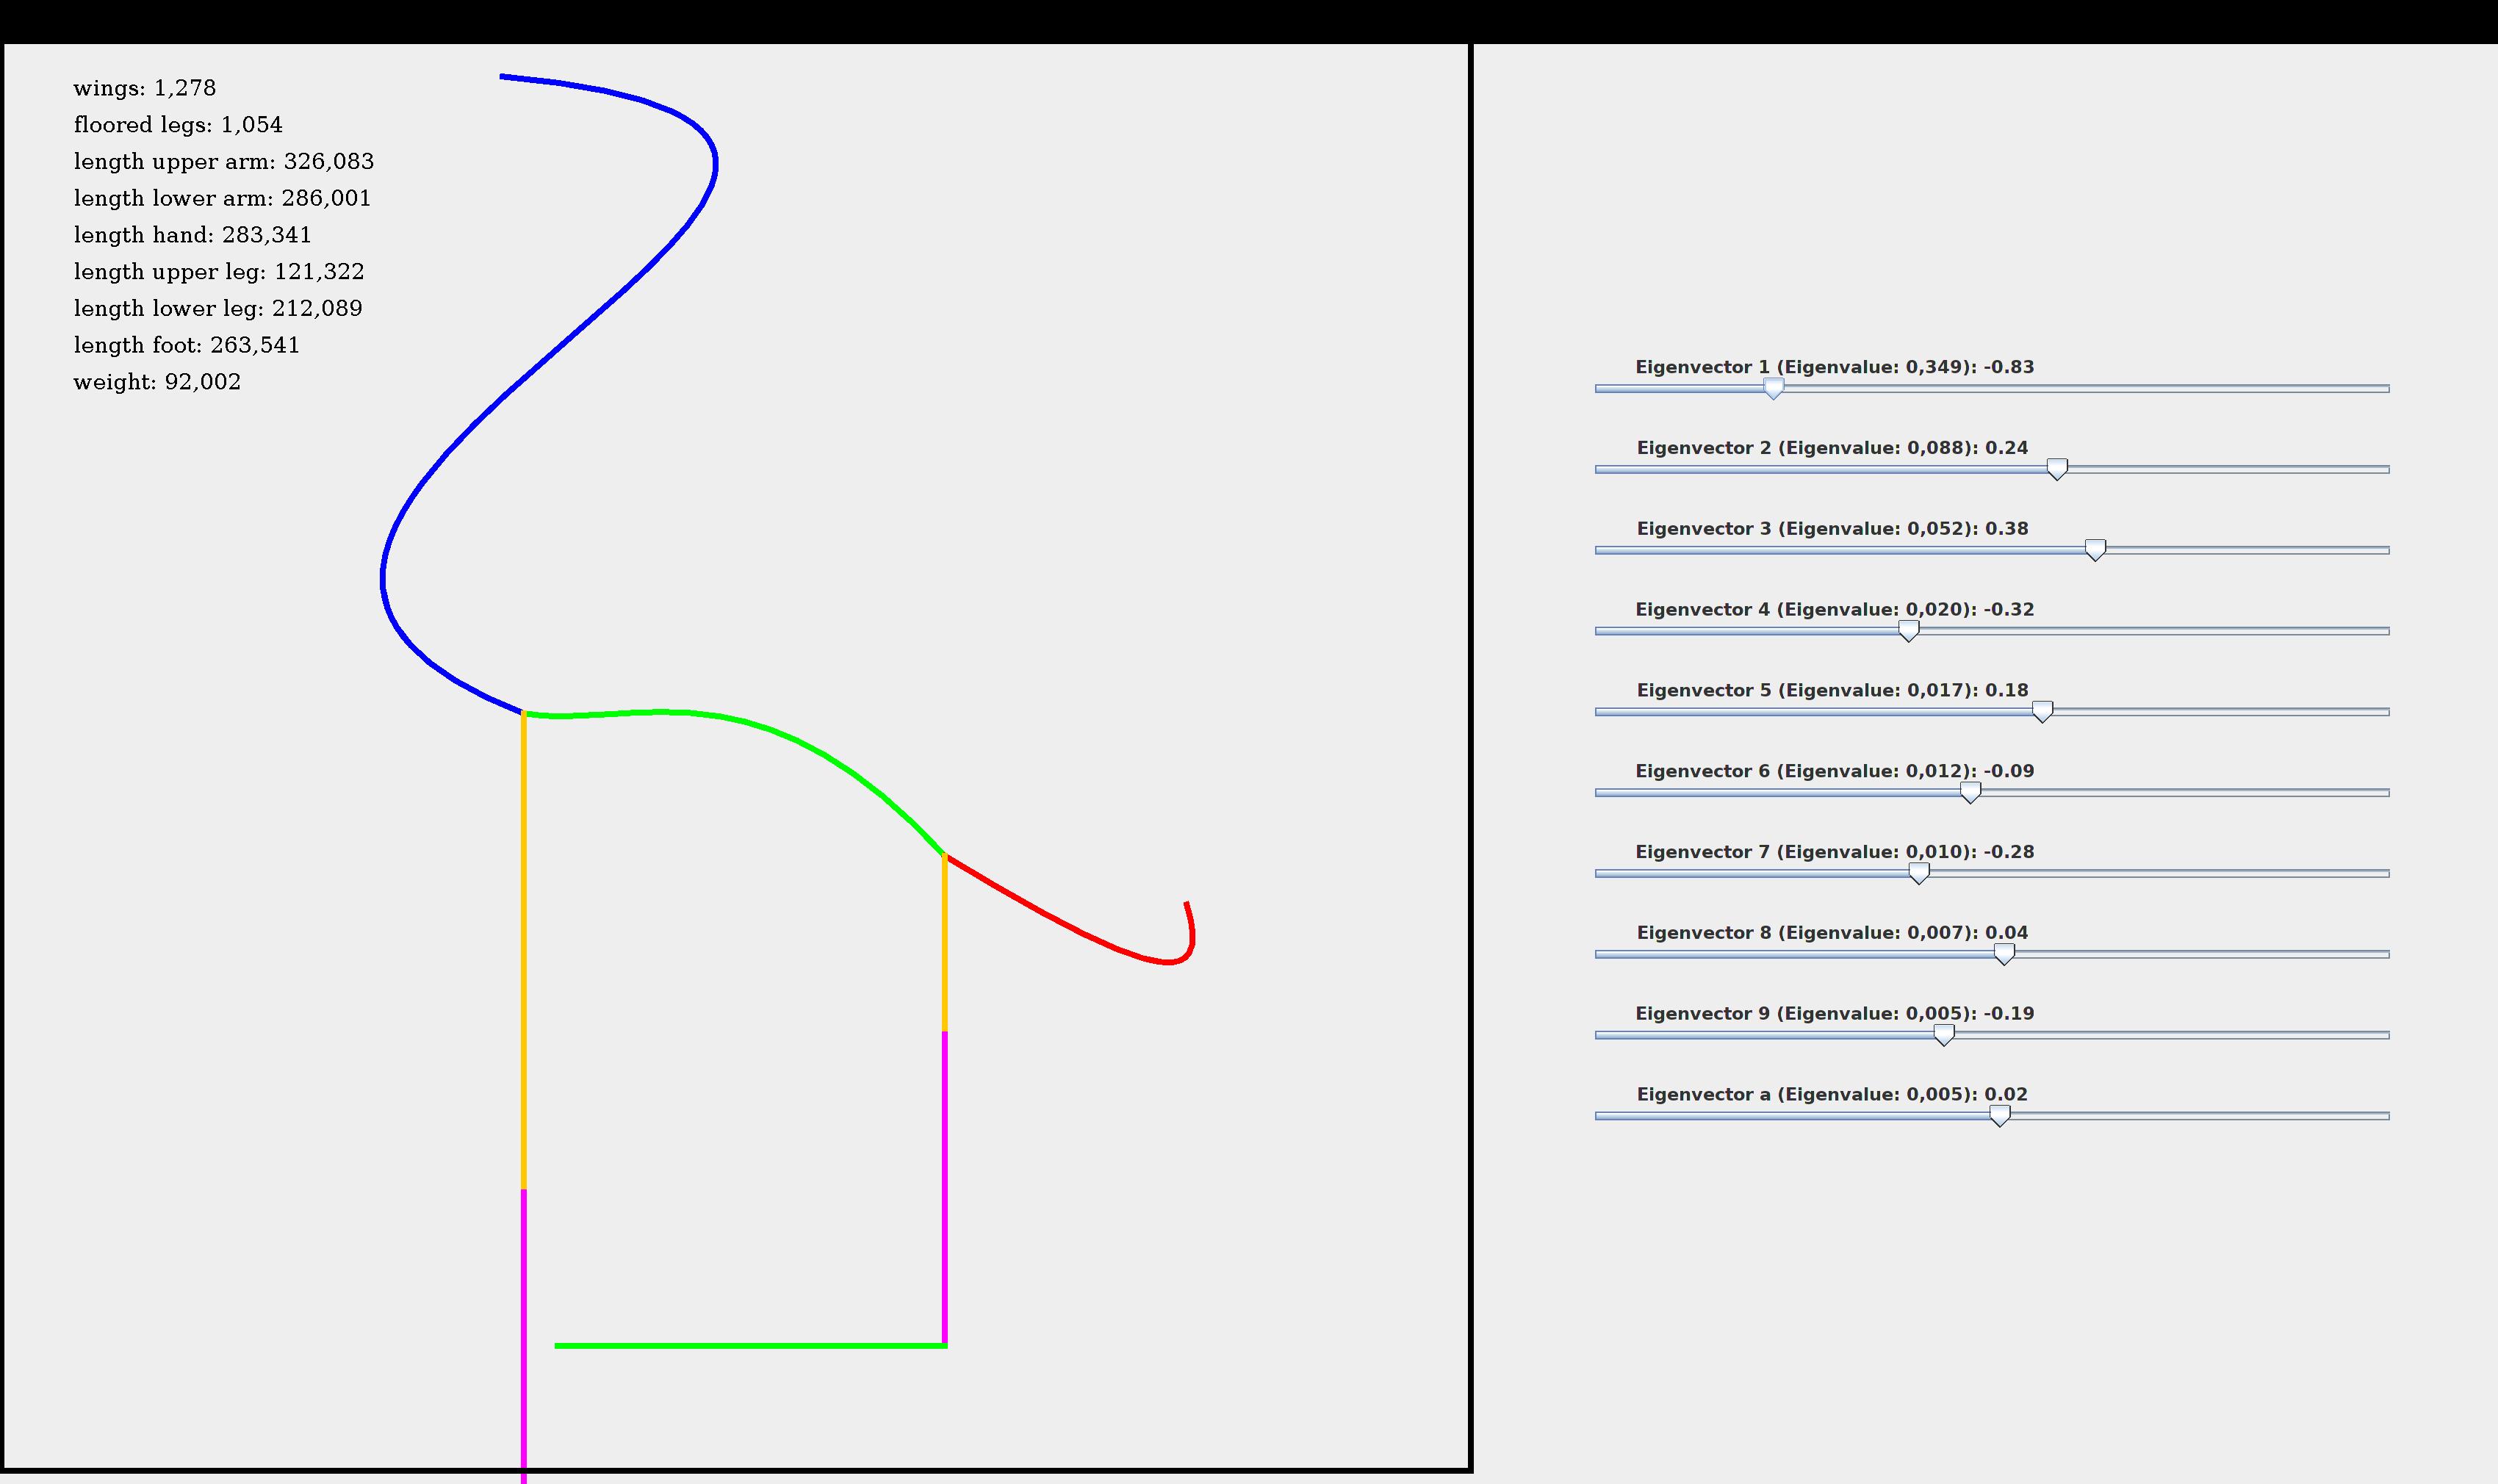 wings: 1,278
floored legs: 1,054
length upper arm: 326,083
length lower arm: 286,001
length hand: 283,341
length upper leg: 121,322
length lower leg: 212,089
length foot: 263,541
weight: 92,002
Eigenvector 1 (Eigenvalue: 0,349): -0.83
Eigenvector 2 (Eigenvalue: 0,088): 0.24
Eigenvector 3 (Eigenvalue: 0,052): 0.38
Eigenvector 4 (Eigenvalue: 0,020): -0.32
Eigenvector 5 (Eigenvalue: 0,017): 0.18
Eigenvector 6 (Eigenvalue: 0,012): -0.09
Eigenvector 7 (Eigenvalue: 0,010): -0.28
Eigenvector 8 (Eigenvalue: 0,007): 0.04
Eigenvector 9 (Eigenvalue: 0,005): -0.19
Eigenvector a (Eigenvalue: 0,005): 0.02